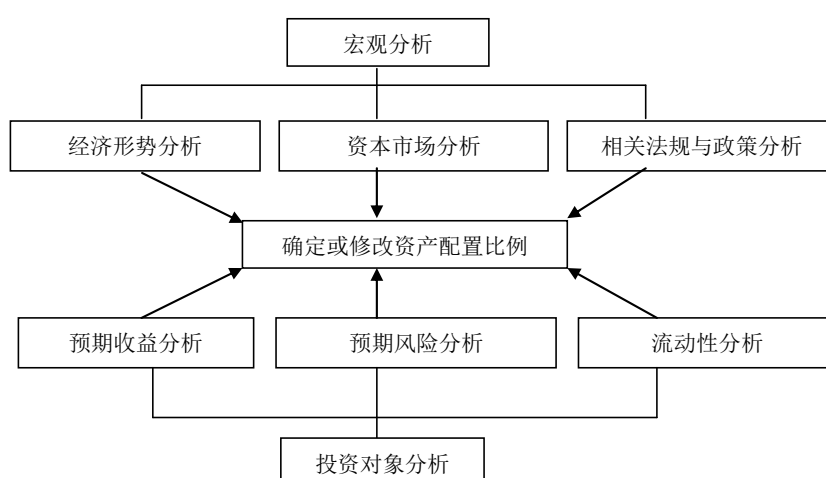 宏观分析
经济形势分析
资本市场分析
相关法规与政策分析
确定或修改资产配置比例
预期收益分析
预期风险分析
流动性分析
投资对象分析